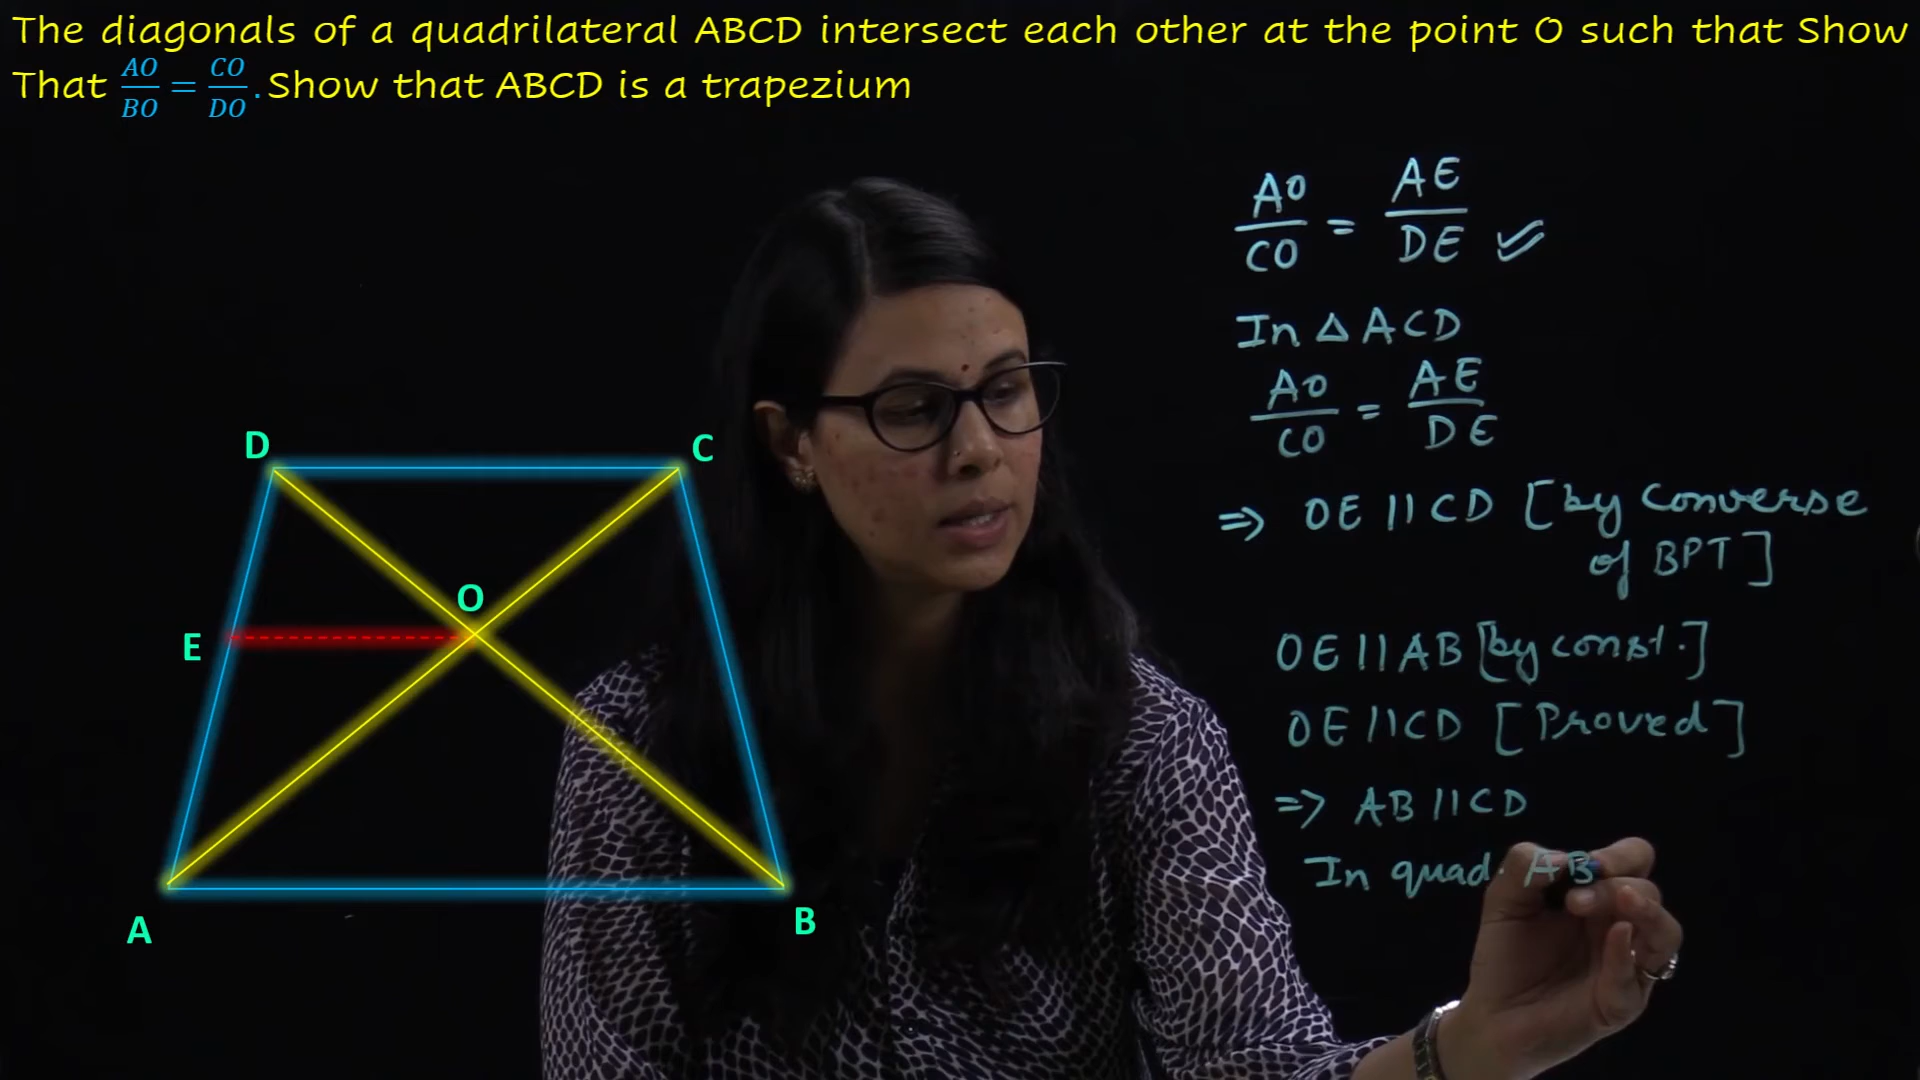 The diagonals of a quadrilateral ABCD intersect each other at the point O such that Show
That AO/BO = CO/DO. Show that ABCD is a trapezium
AO/CO = AE/DE
In Δ ACD
AO/CO = AE/DE
=> OE || CD [by converse
of BPT]
OE || AB [by const.]
OE || CD [Proved]
=> AB || CD
In quad. AB
D
C
O
E
A
B